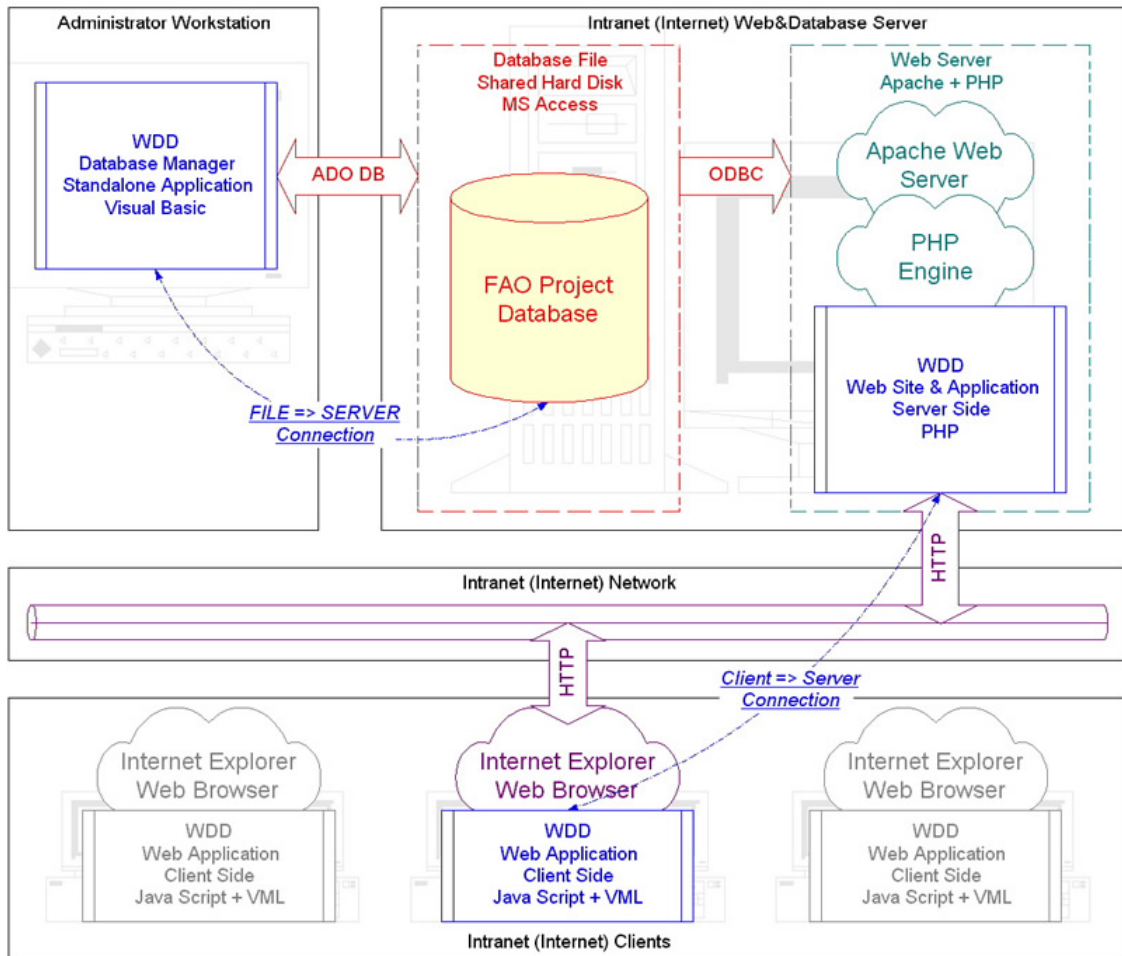 Administrator Workstation
Intranet (Internet) Web&Database Server
WDD
Database Manager
Standalone Application
Visual Basic
ADO DB
Database File
Shared Hard Disk
MS Access
FAO Project
Database
ODBC
Web Server
Apache + PHP
Apache Web
Server
PHP
Engine
WDD
Web Site & Application
Server Side
PHP
FILE => SERVER
Connection
HTTP
Intranet (Internet) Network
HTTP
Client => Server
Connection
Internet Explorer
Web Browser
WDD
Web Application
Client Side
Java Script + VML
Internet Explorer
Web Browser
WDD
Web Application
Client Side
Java Script + VML
Internet Explorer
Web Browser
WDD
Web Application
Client Side
Java Script + VML
Intranet (Internet) Clients